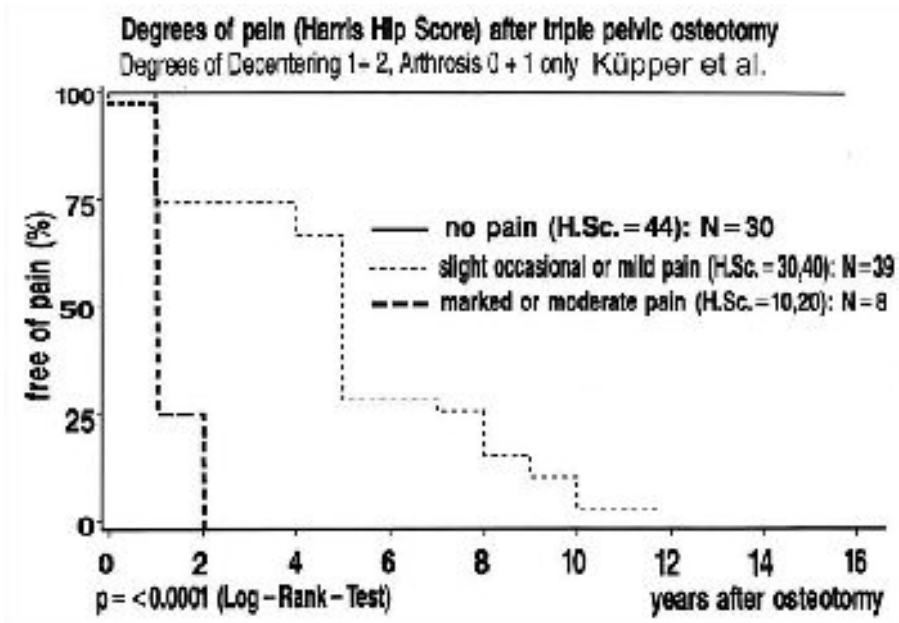 Degrees of pain (Harris Hip Score) after triple pelvic osteotomy
Degrees of Decentering 1+2, Arthrosis 0 + 1 only Küpper et al.
100
75
50
25
0
free of pain (%)
no pain (H.Sc.=44): N=30
slight occasional or mild pain (H.Sc.=30,40): N=39
marked or moderate pain (H.Sc.=10,20): N=8
0 2 4 6 8 10 12 14 16
p=<0.0001 (Log-Rank-Test) years after osteotomy